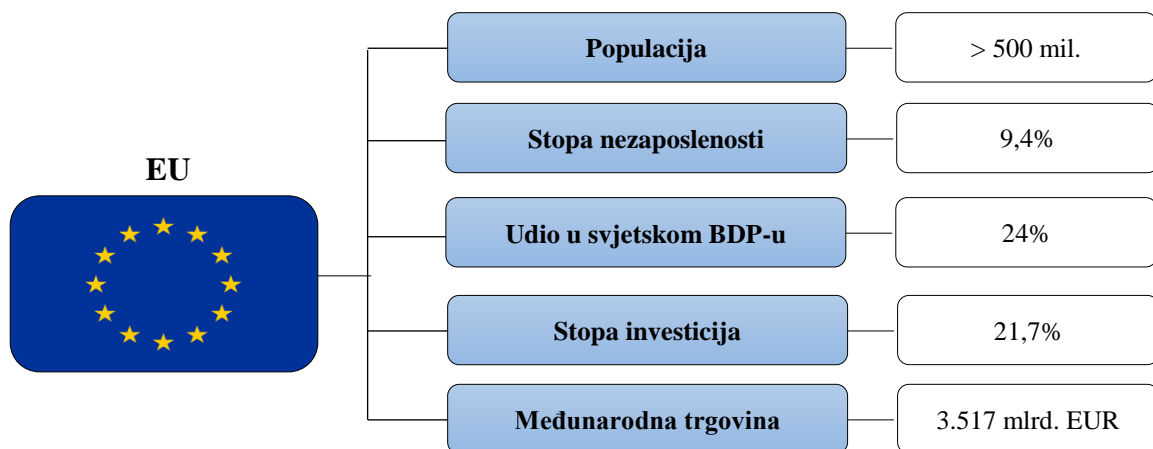 EU
Populacija
> 500 mil.
Stopa nezaposlenosti
9,4%
Udio u svjetskom BDP-u
24%
Stopa investicija
21,7%
Međunarodna trgovina
3.517 mlrd. EUR